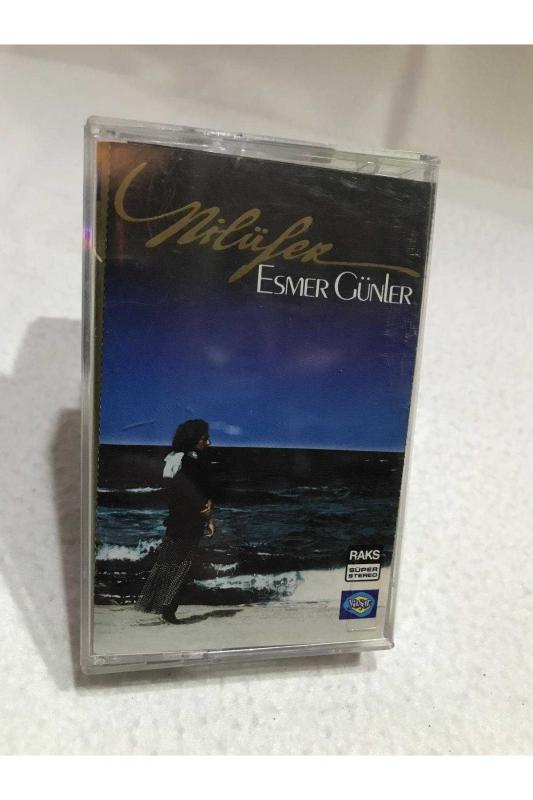 Nilüfer
ESMER GÜNLER
RAKS
SÜPER
STEREO